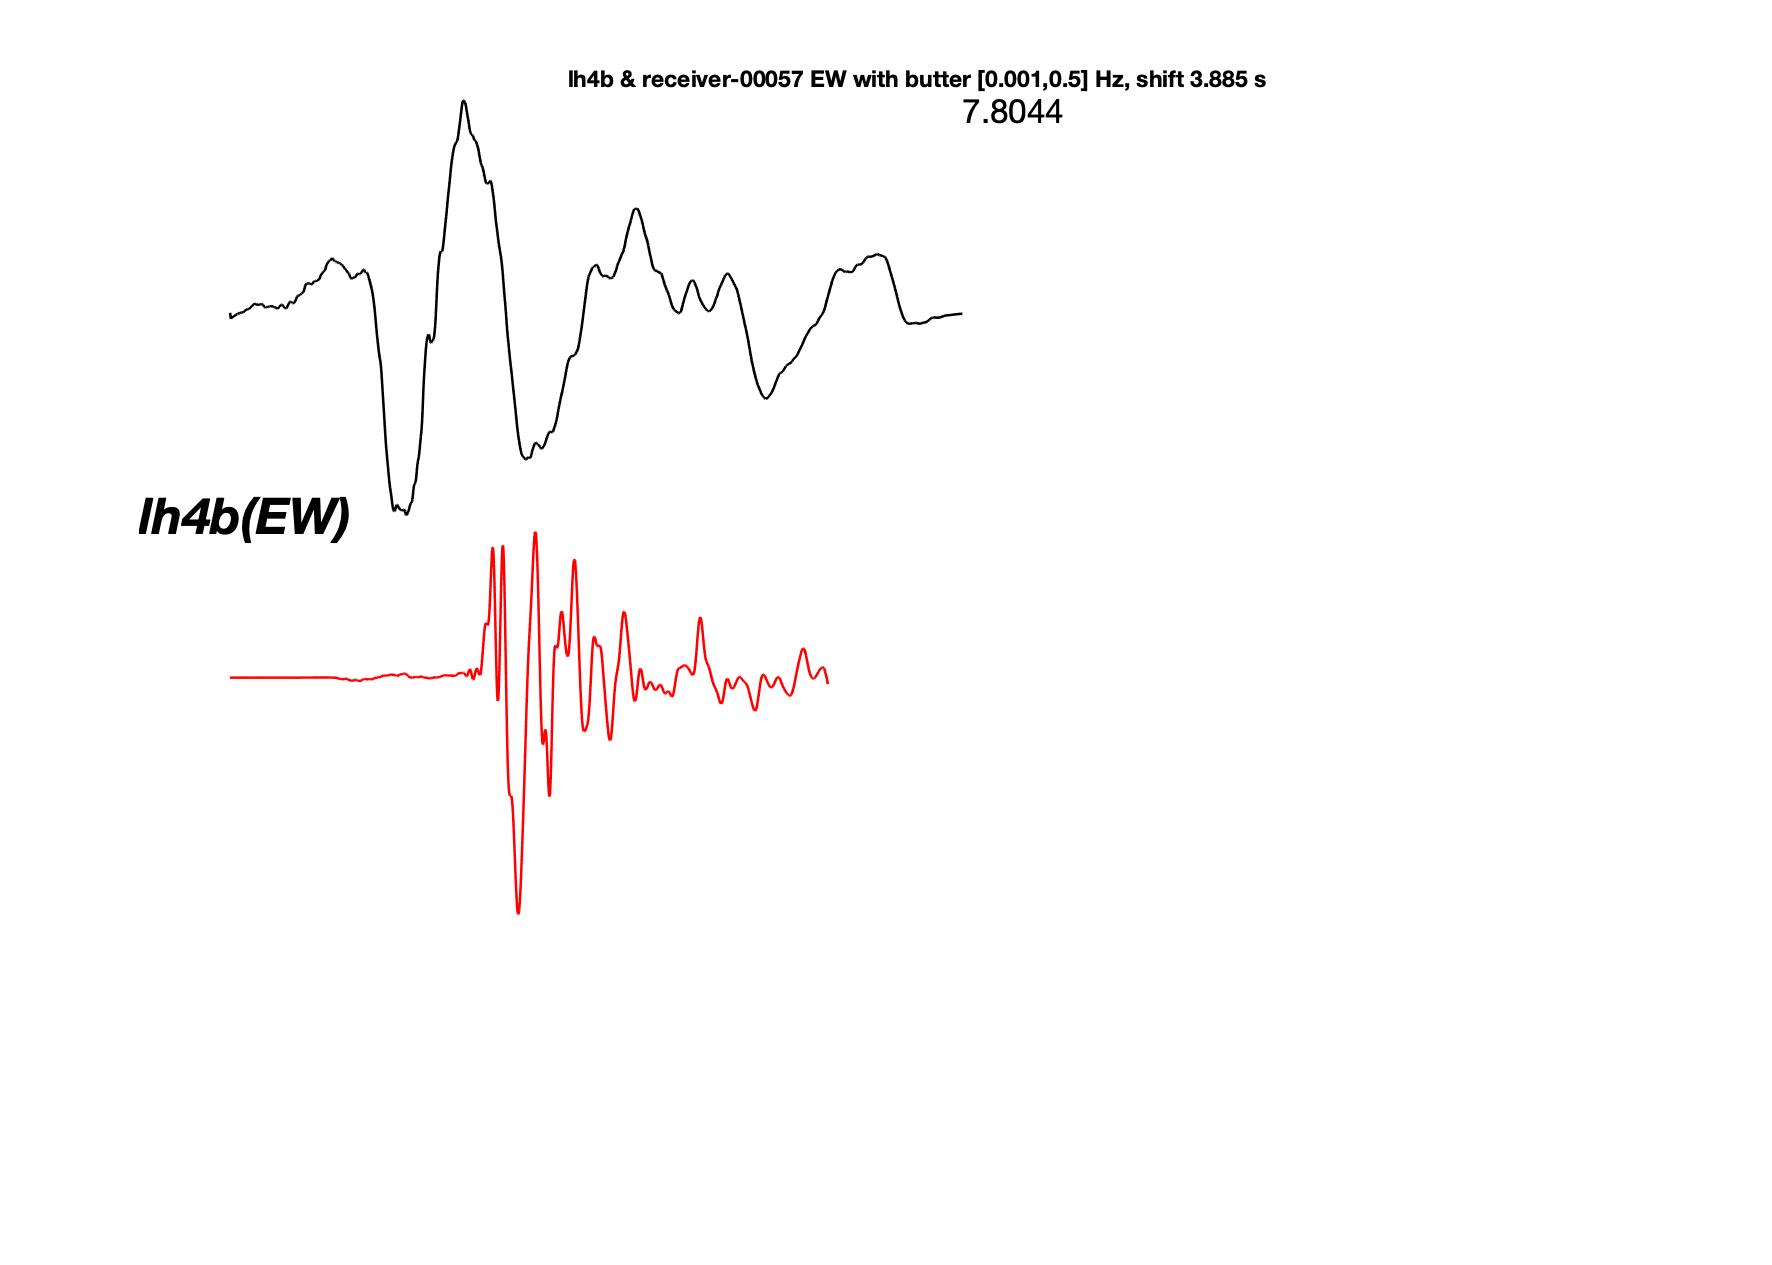 lh4b & receiver-00057 EW with butter [0.001,0.5] Hz, shift 3.885 s
7.8044
lh4b(EW)